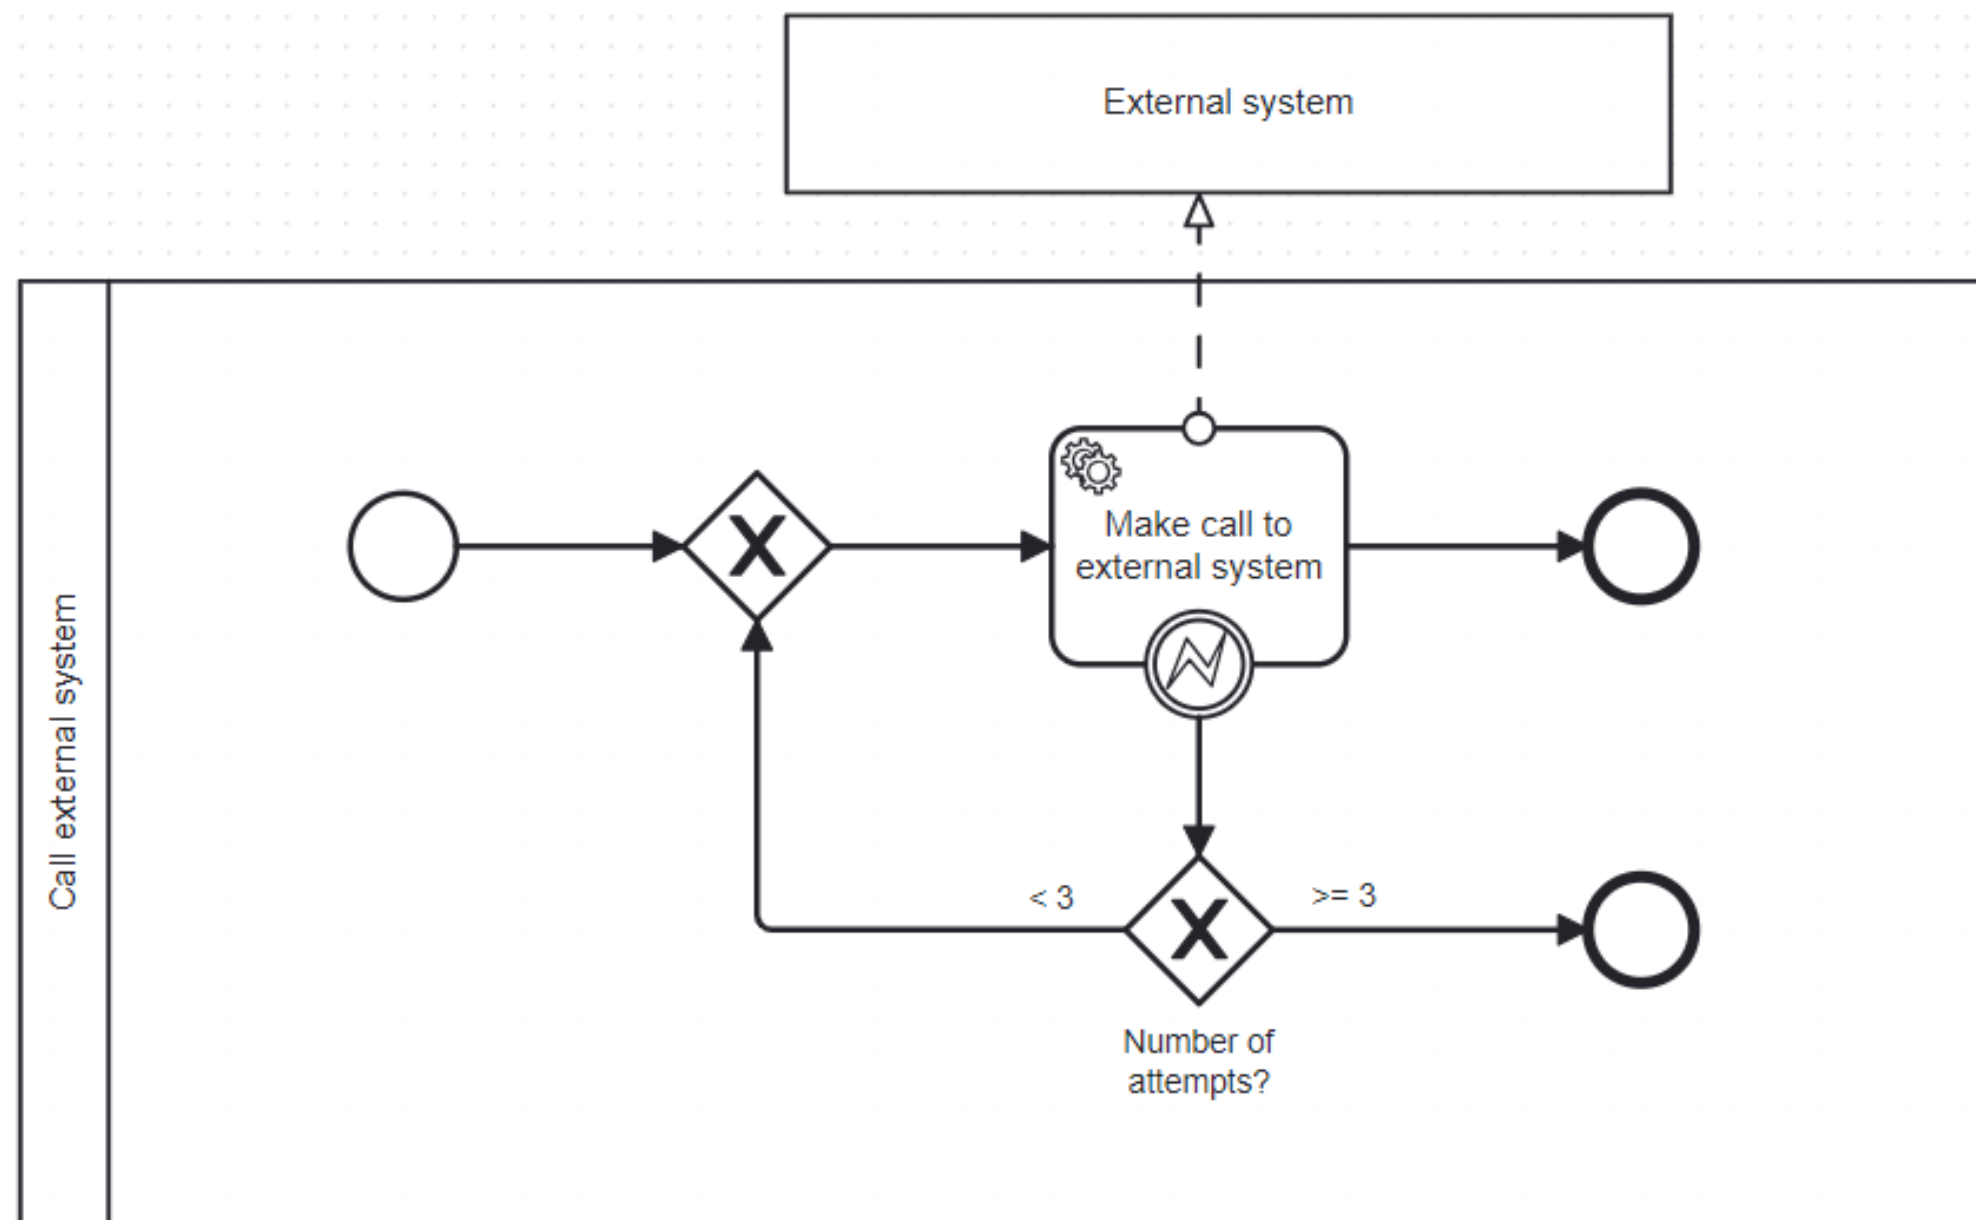 External system
Call external system
Make call to
external system
< 3
>= 3
Number of
attempts?